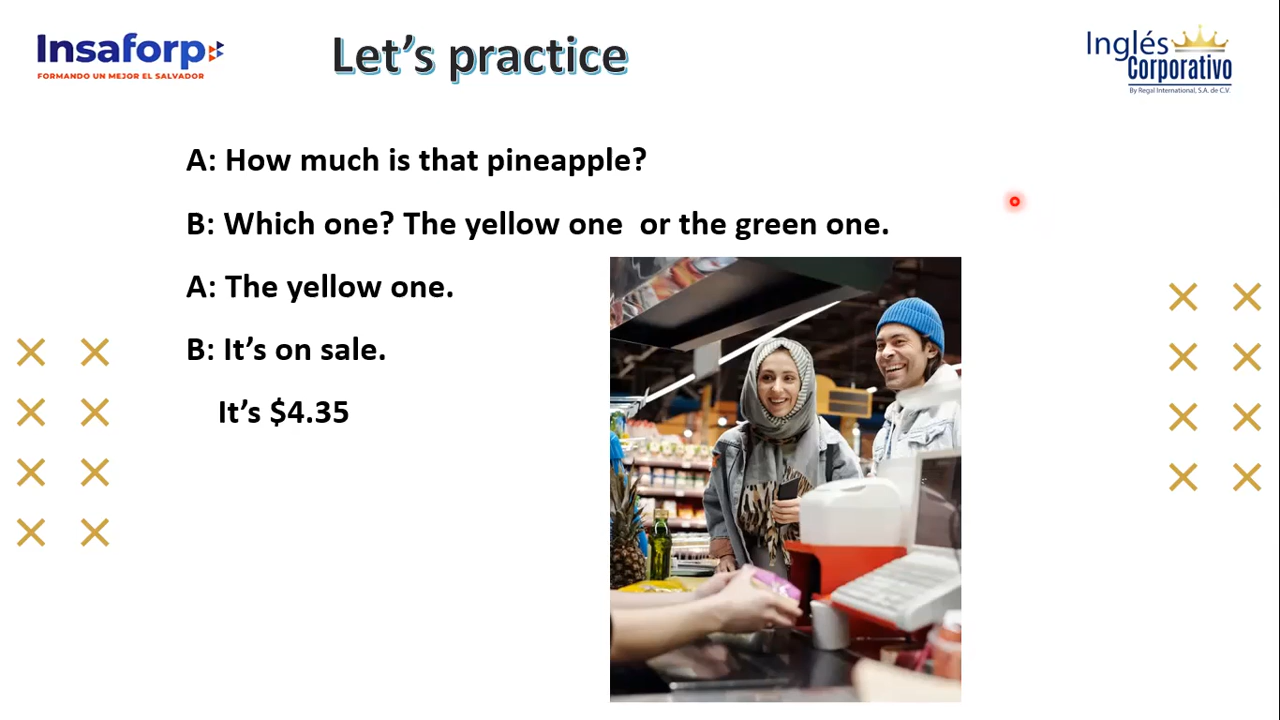 Insaforp
FORMANDO UN MEJOR EL SALVADOR
Let's practice
Inglés
Corporativo
By Regal International, S.A. de C.V.
A: How much is that pineapple?
B: Which one? The yellow one  or the green one.
A: The yellow one.
B: It's on sale.
It's $4.35